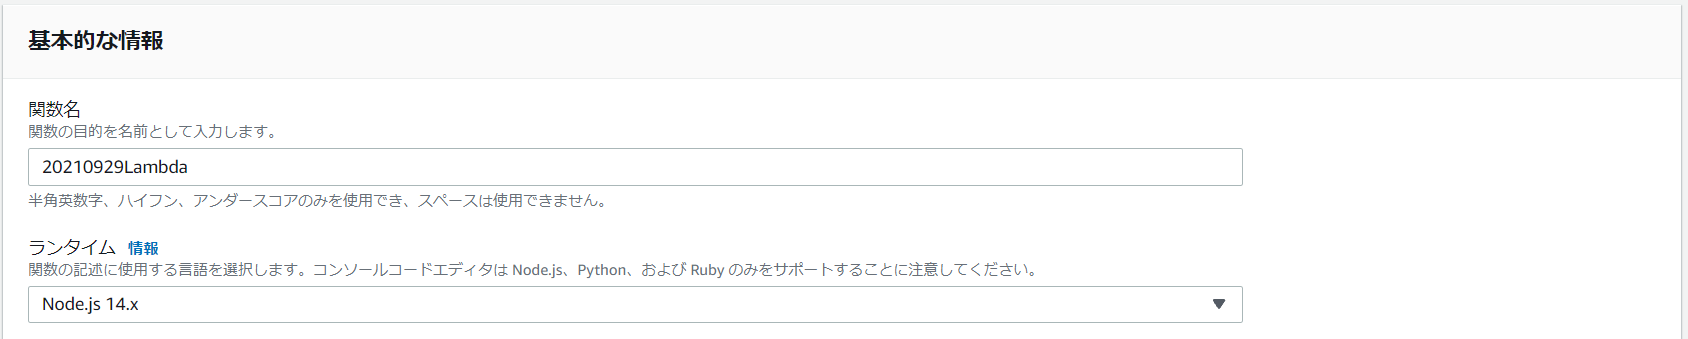 基本的な情報
関数名
関数の目的を名前として入力します。
20210929Lambda
半角英数字、ハイフン、アンダースコアのみを使用でき、スペースは使用できません。
ランタイム 情報
関数の記述に使用する言語を選択します。コンソールコードエディタは Node.js、Python、および Ruby のみをサポートすることに注意してください。
Node.js 14.x